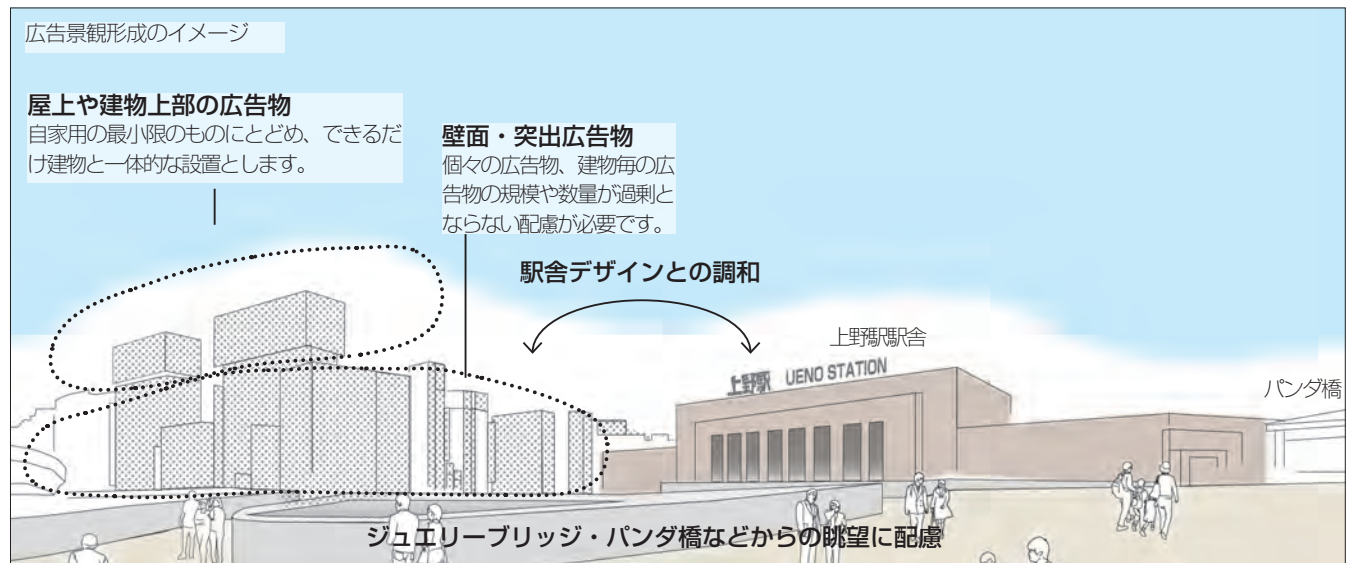 広告景観形成のイメージ
屋上や建物上部の広告物
自家用の最小限のものにとどめ、できるだ
け建物と一体的な設置とします。
壁面・突出広告物
個々の広告物、建物毎の広
告物の規模や数量が過剰と
ならない配慮が必要です。
駅舎デザインとの調和
上野駅駅舎
上野駅 UENO STATION
パンダ橋
ジュエリーブリッジ・パンダ橋などからの眺望に配慮